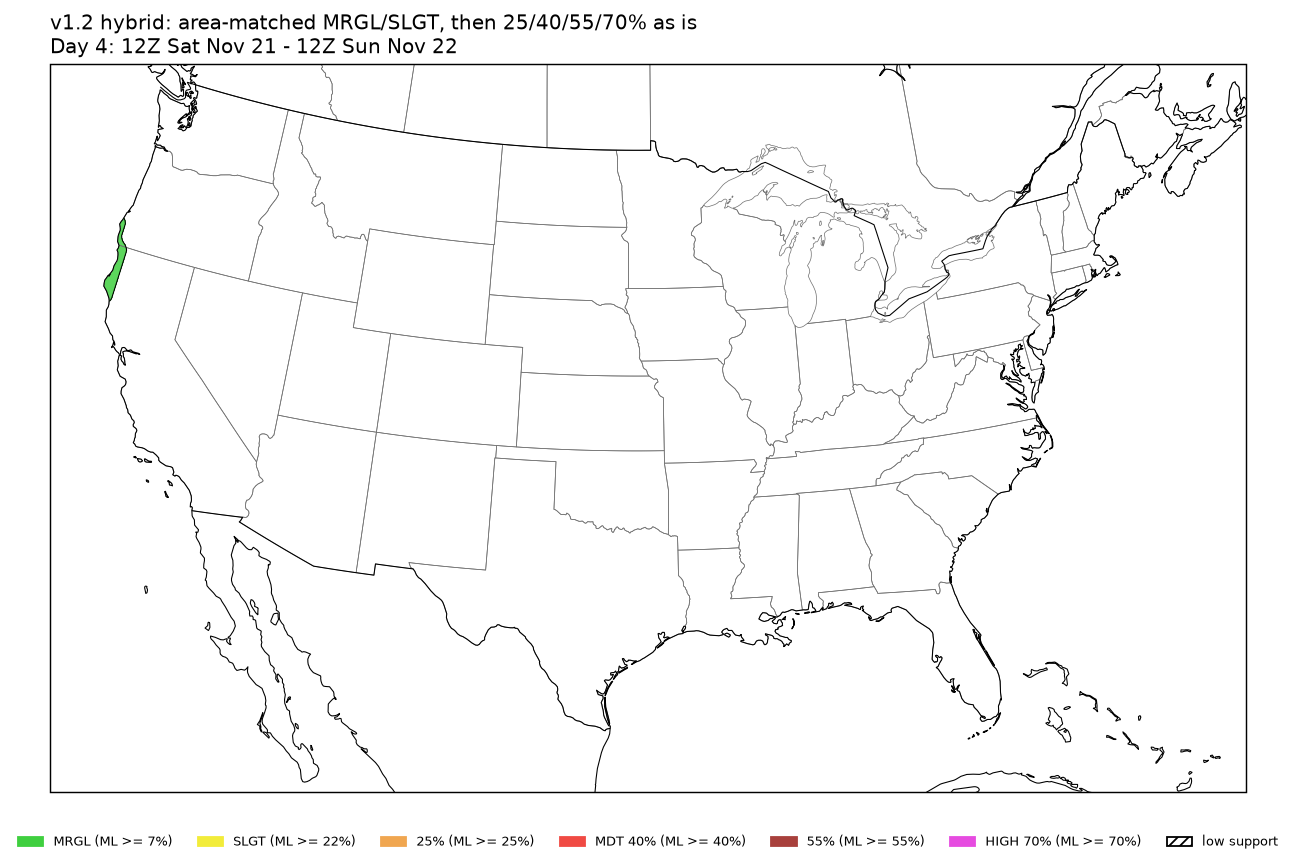 v1.2 hybrid: area-matched MRGL/SLGT, then 25/40/55/70% as is
Day 4: 12Z Sat Nov 21 - 12Z Sun Nov 22
MRGL (ML >= 7%) SLGT (ML >= 22%) 25% (ML >= 25%) MDT 40% (ML >= 40%) 55% (ML >= 55%) HIGH 70% (ML >= 70%) low support